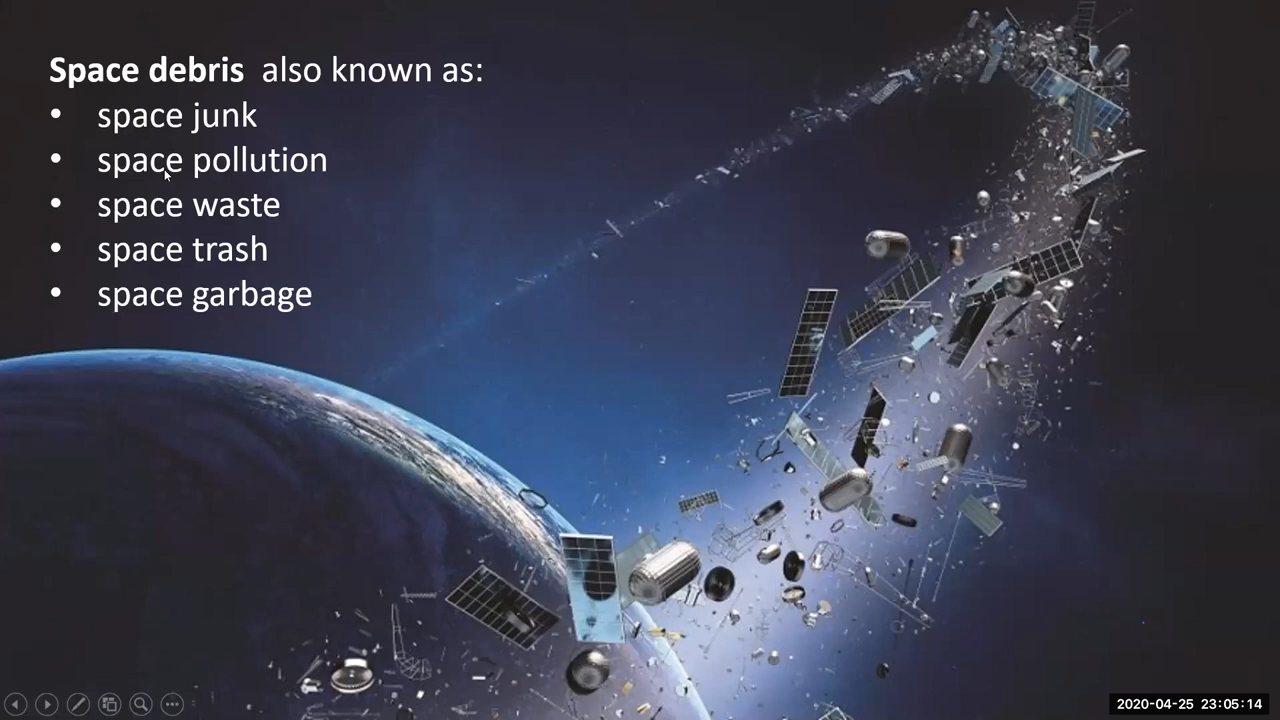 Space debris also known as:
• space junk
• space pollution
• space waste
• space trash
• space garbage
2020-04-25 23:05:14